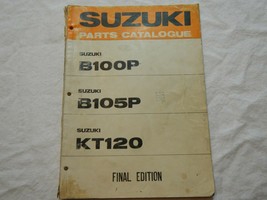 SUZUKI
PARTS CATALOGUE
SUZUKI
B100P
SUZUKI
B105P
SUZUKI
KT120
FINAL EDITION